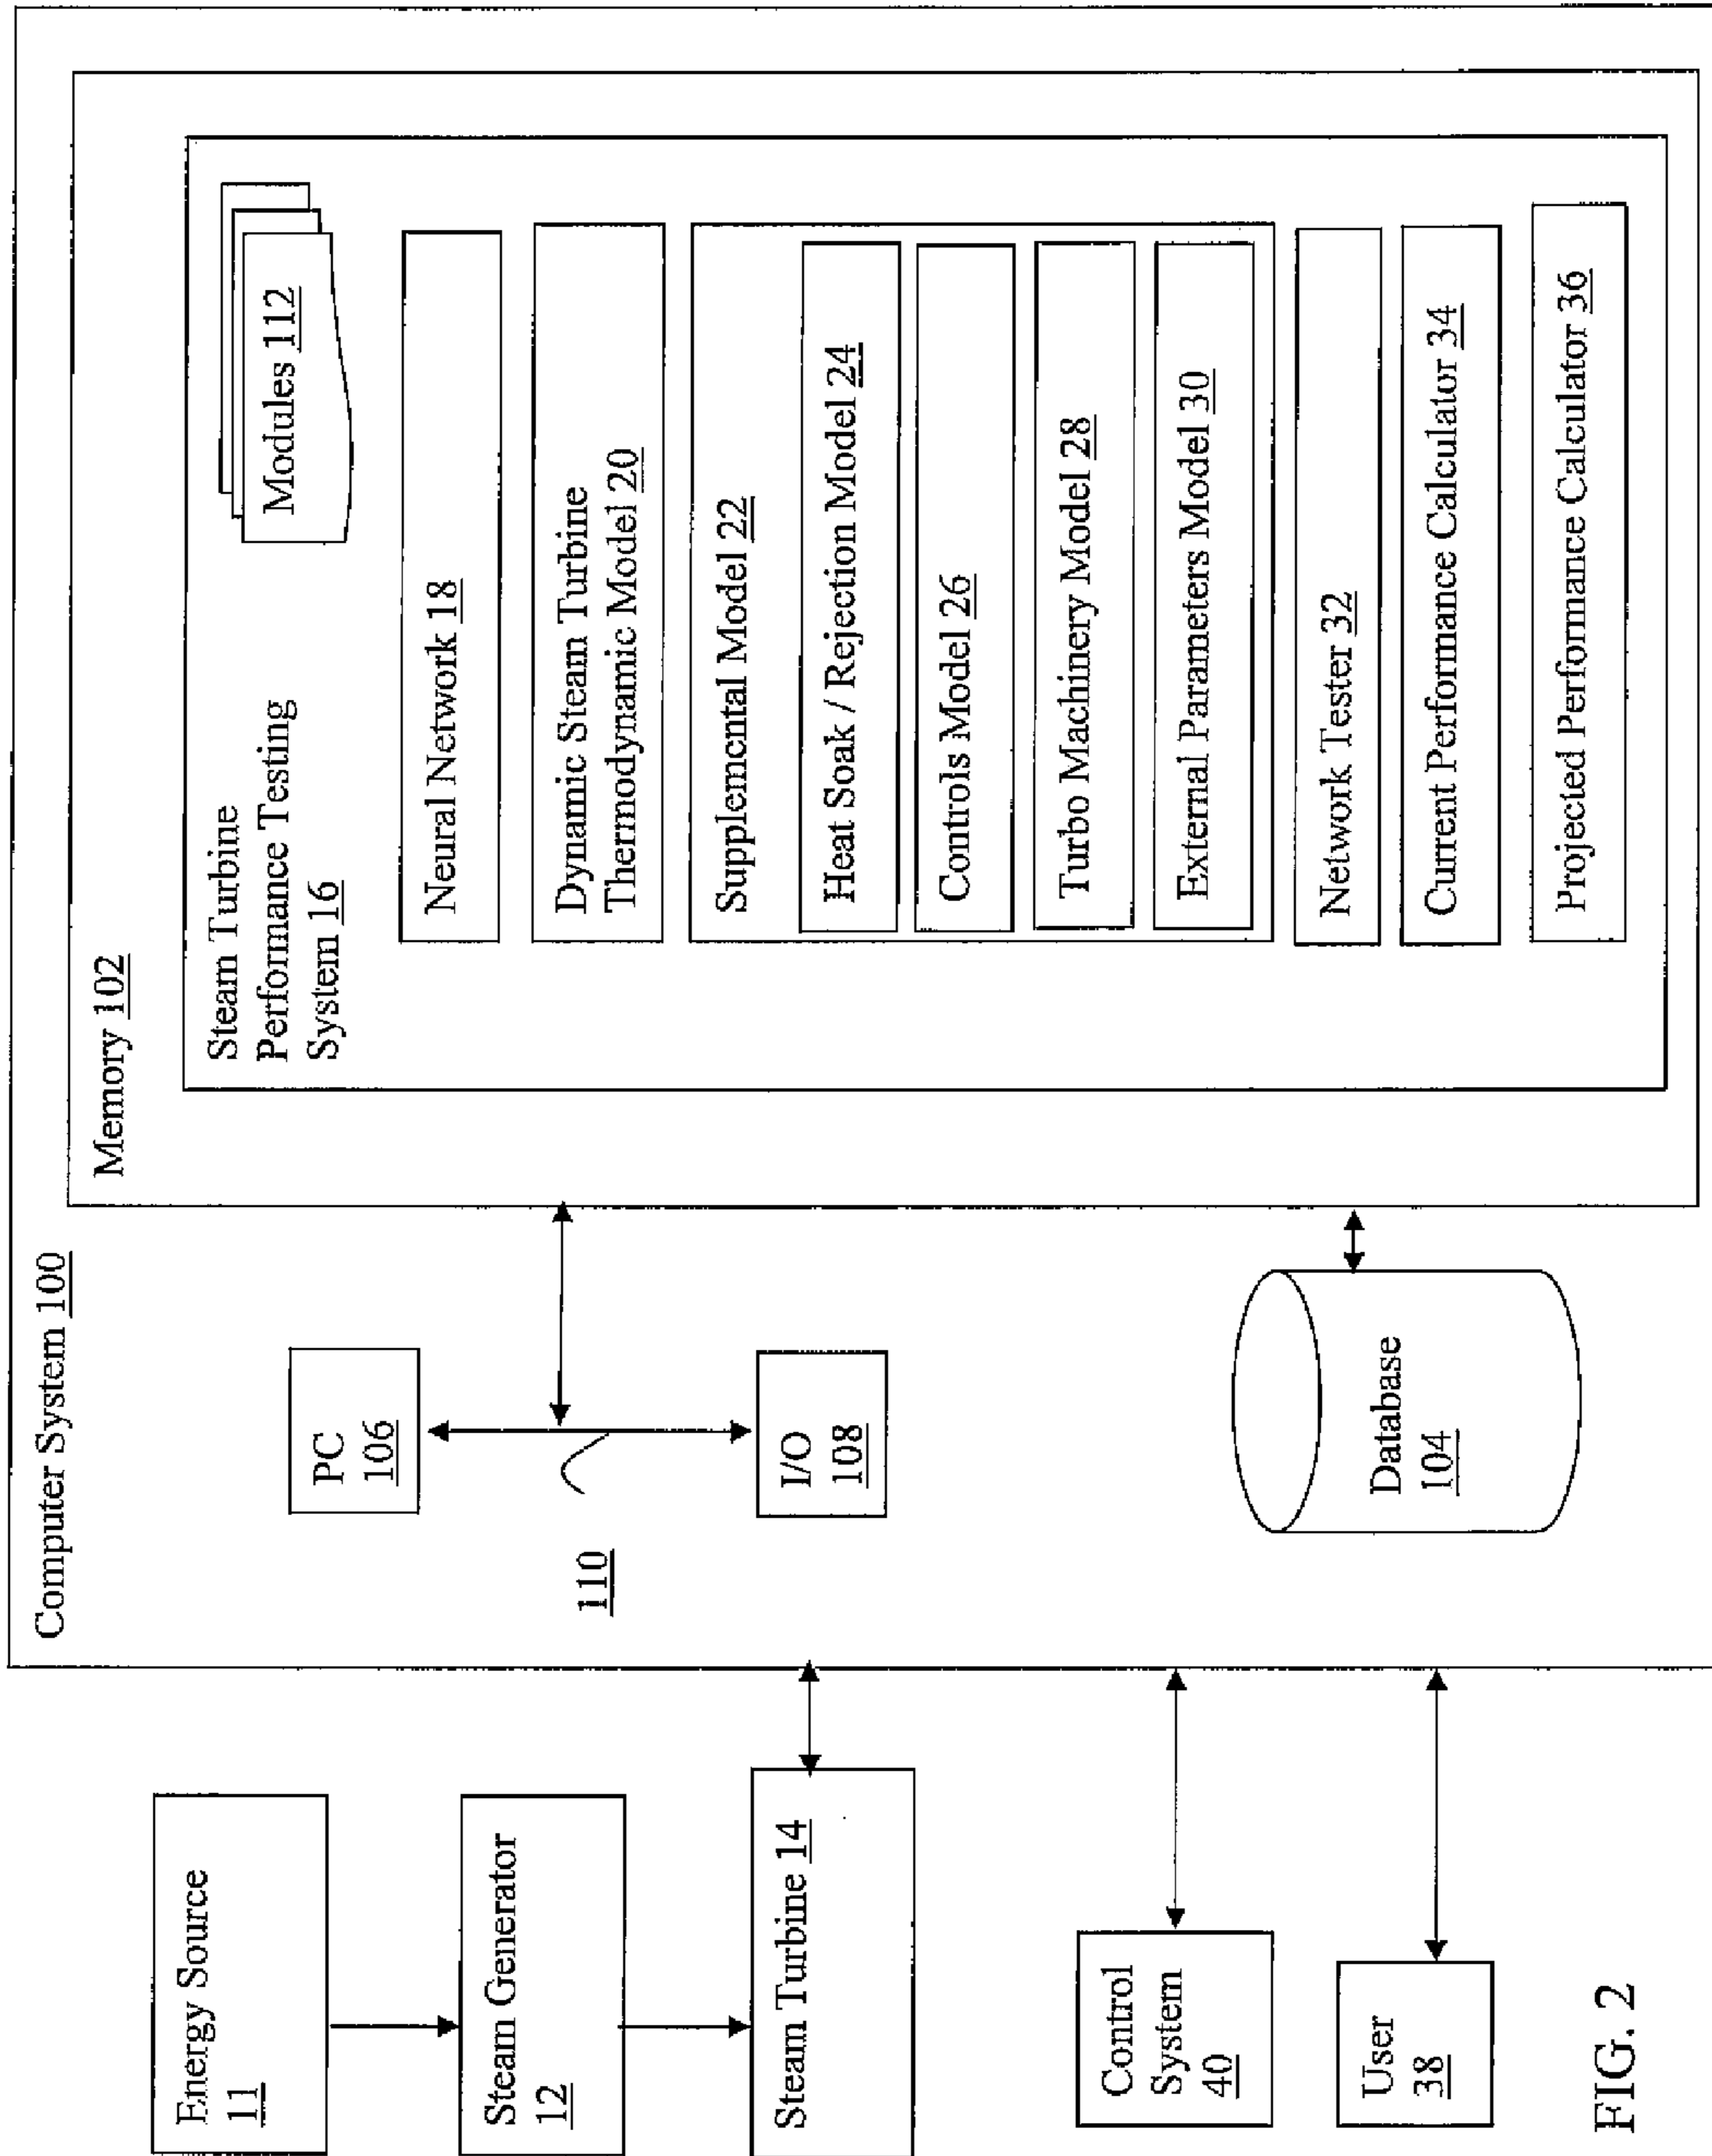 Energy Source
11
Steam Generator
12
Steam Turbine 14
Control
System
40
User
38
Computer System 100
PC
106
110
I/O
108
Database
104
Memory 102
Steam Turbine
Performance Testing
System 16
Modules 112
Neural Network 18
Dynamic Steam Turbine
Thermodynamic Model 20
Supplemental Model 22
Heat Soak / Rejection Model 24
Controls Model 26
Turbo Machinery Model 28
External Parameters Model 30
Network Tester 32
Current Performance Calculator 34
Projected Performance Calculator 36
FIG. 2